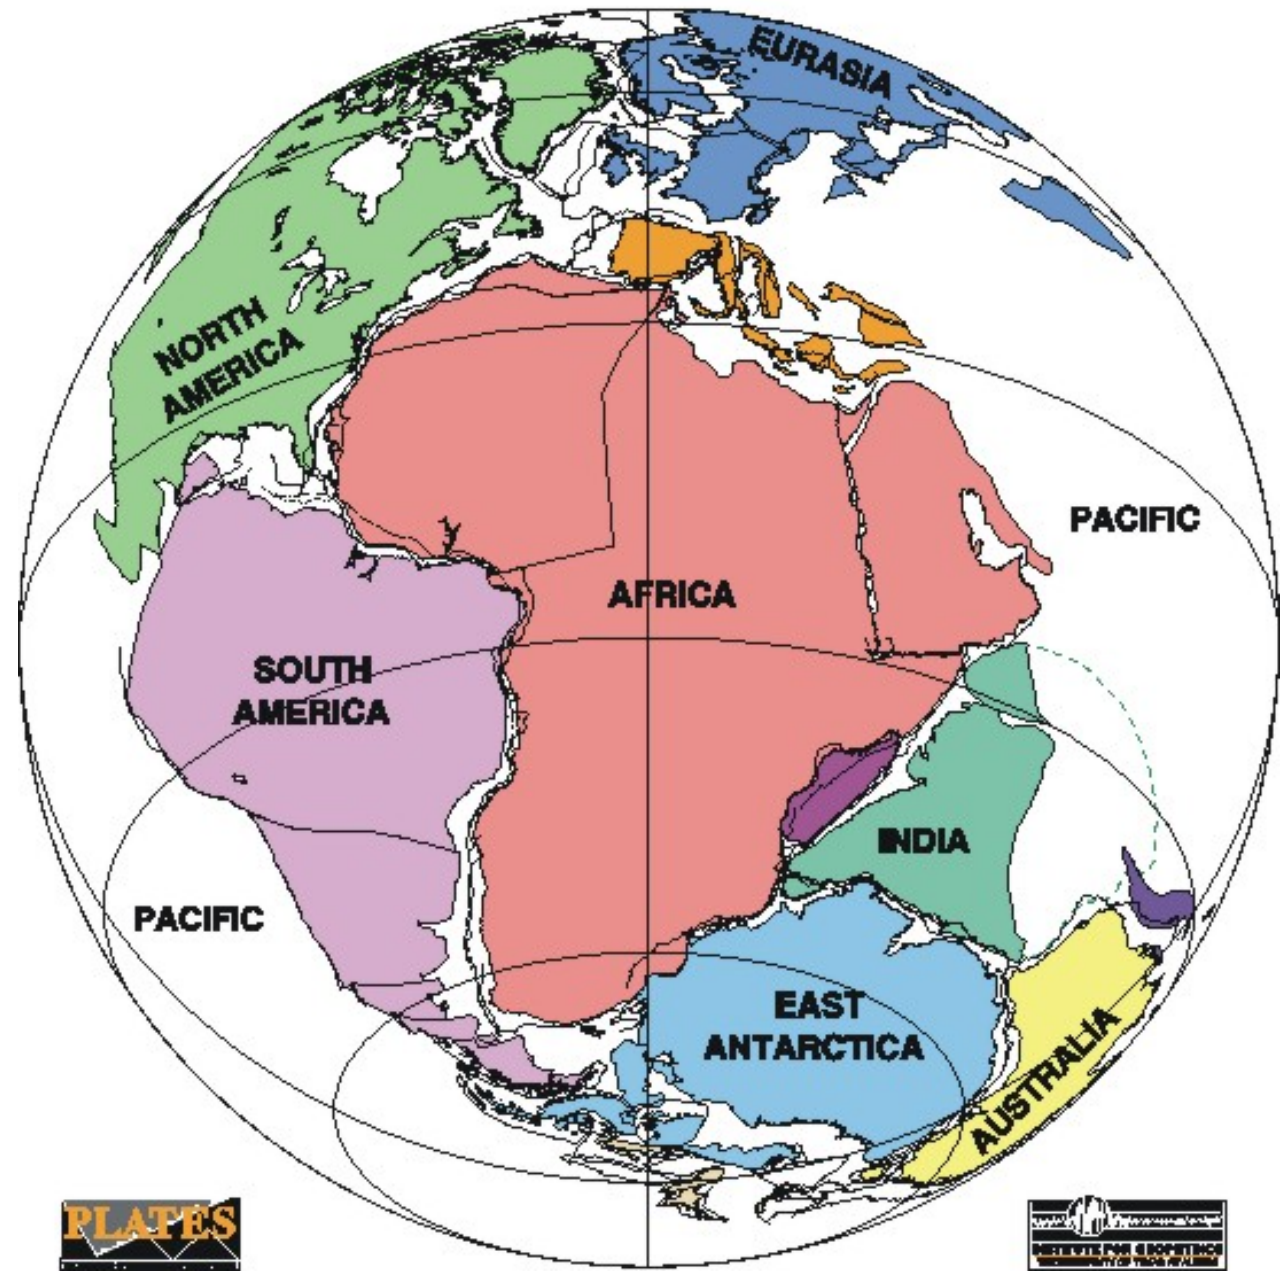 EURASIA
NORTH
AMERICA
PACIFIC
AFRICA
SOUTH
AMERICA
INDIA
PACIFIC
EAST
ANTARCTICA
AUSTRALIA
PLATES